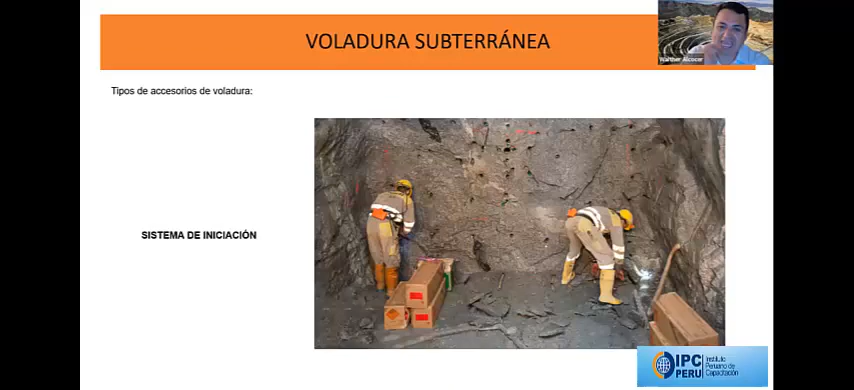 VOLADURA SUBTERRÁNEA
Walther Alcocer
Tipos de accesorios de voladura:
SISTEMA DE INICIACIÓN
IPC
PERU
Instituto
Peruano de
Capacitación